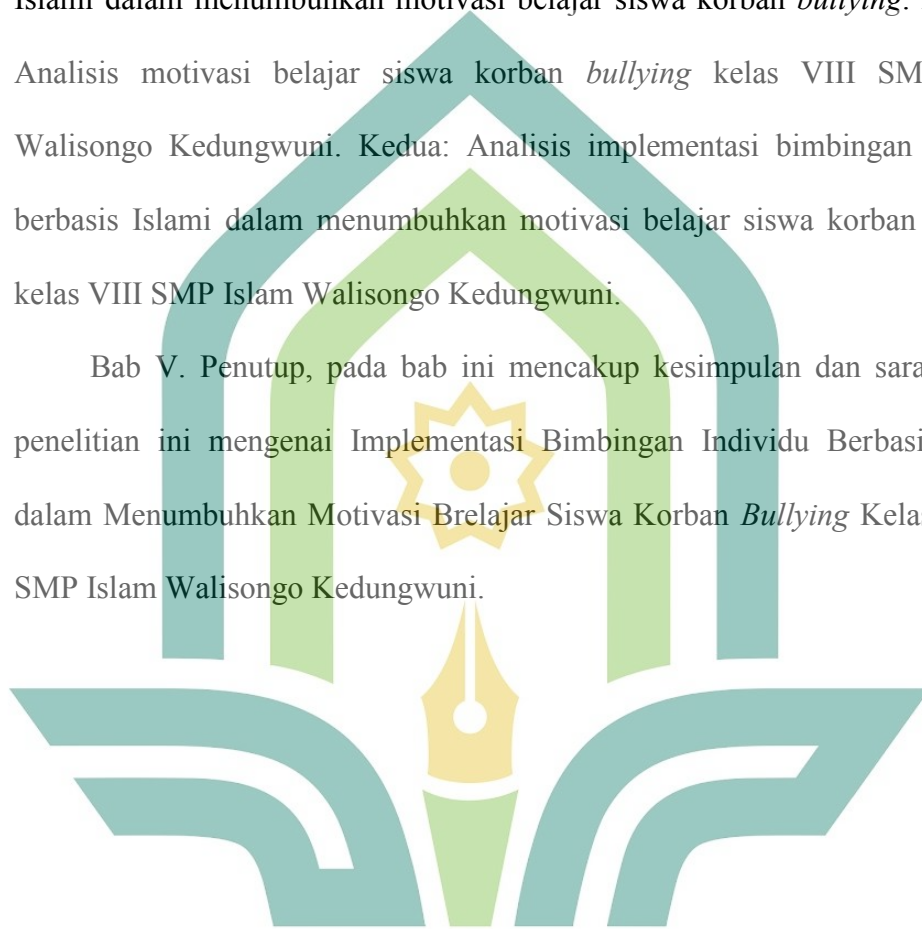 Islami dalam menumbuhkan motivasi belajar siswa korban bullying.
Analisis motivasi belajar siswa korban bullying kelas VIII SM
Walisongo Kedungwuni. Kedua: Analisis implementasi bimbingan
berbasis Islami dalam menumbuhkan motivasi belajar siswa korban
kelas VIII SMP Islam Walisongo Kedungwuni.
Bab V. Penutup, pada bab ini mencakup kesimpulan dan sara
penelitian ini mengenai Implementasi Bimbingan Individu Berbasi
dalam Menumbuhkan Motivasi Brelajar Siswa Korban Bullying Kela
SMP Islam Walisongo Kedungwuni.